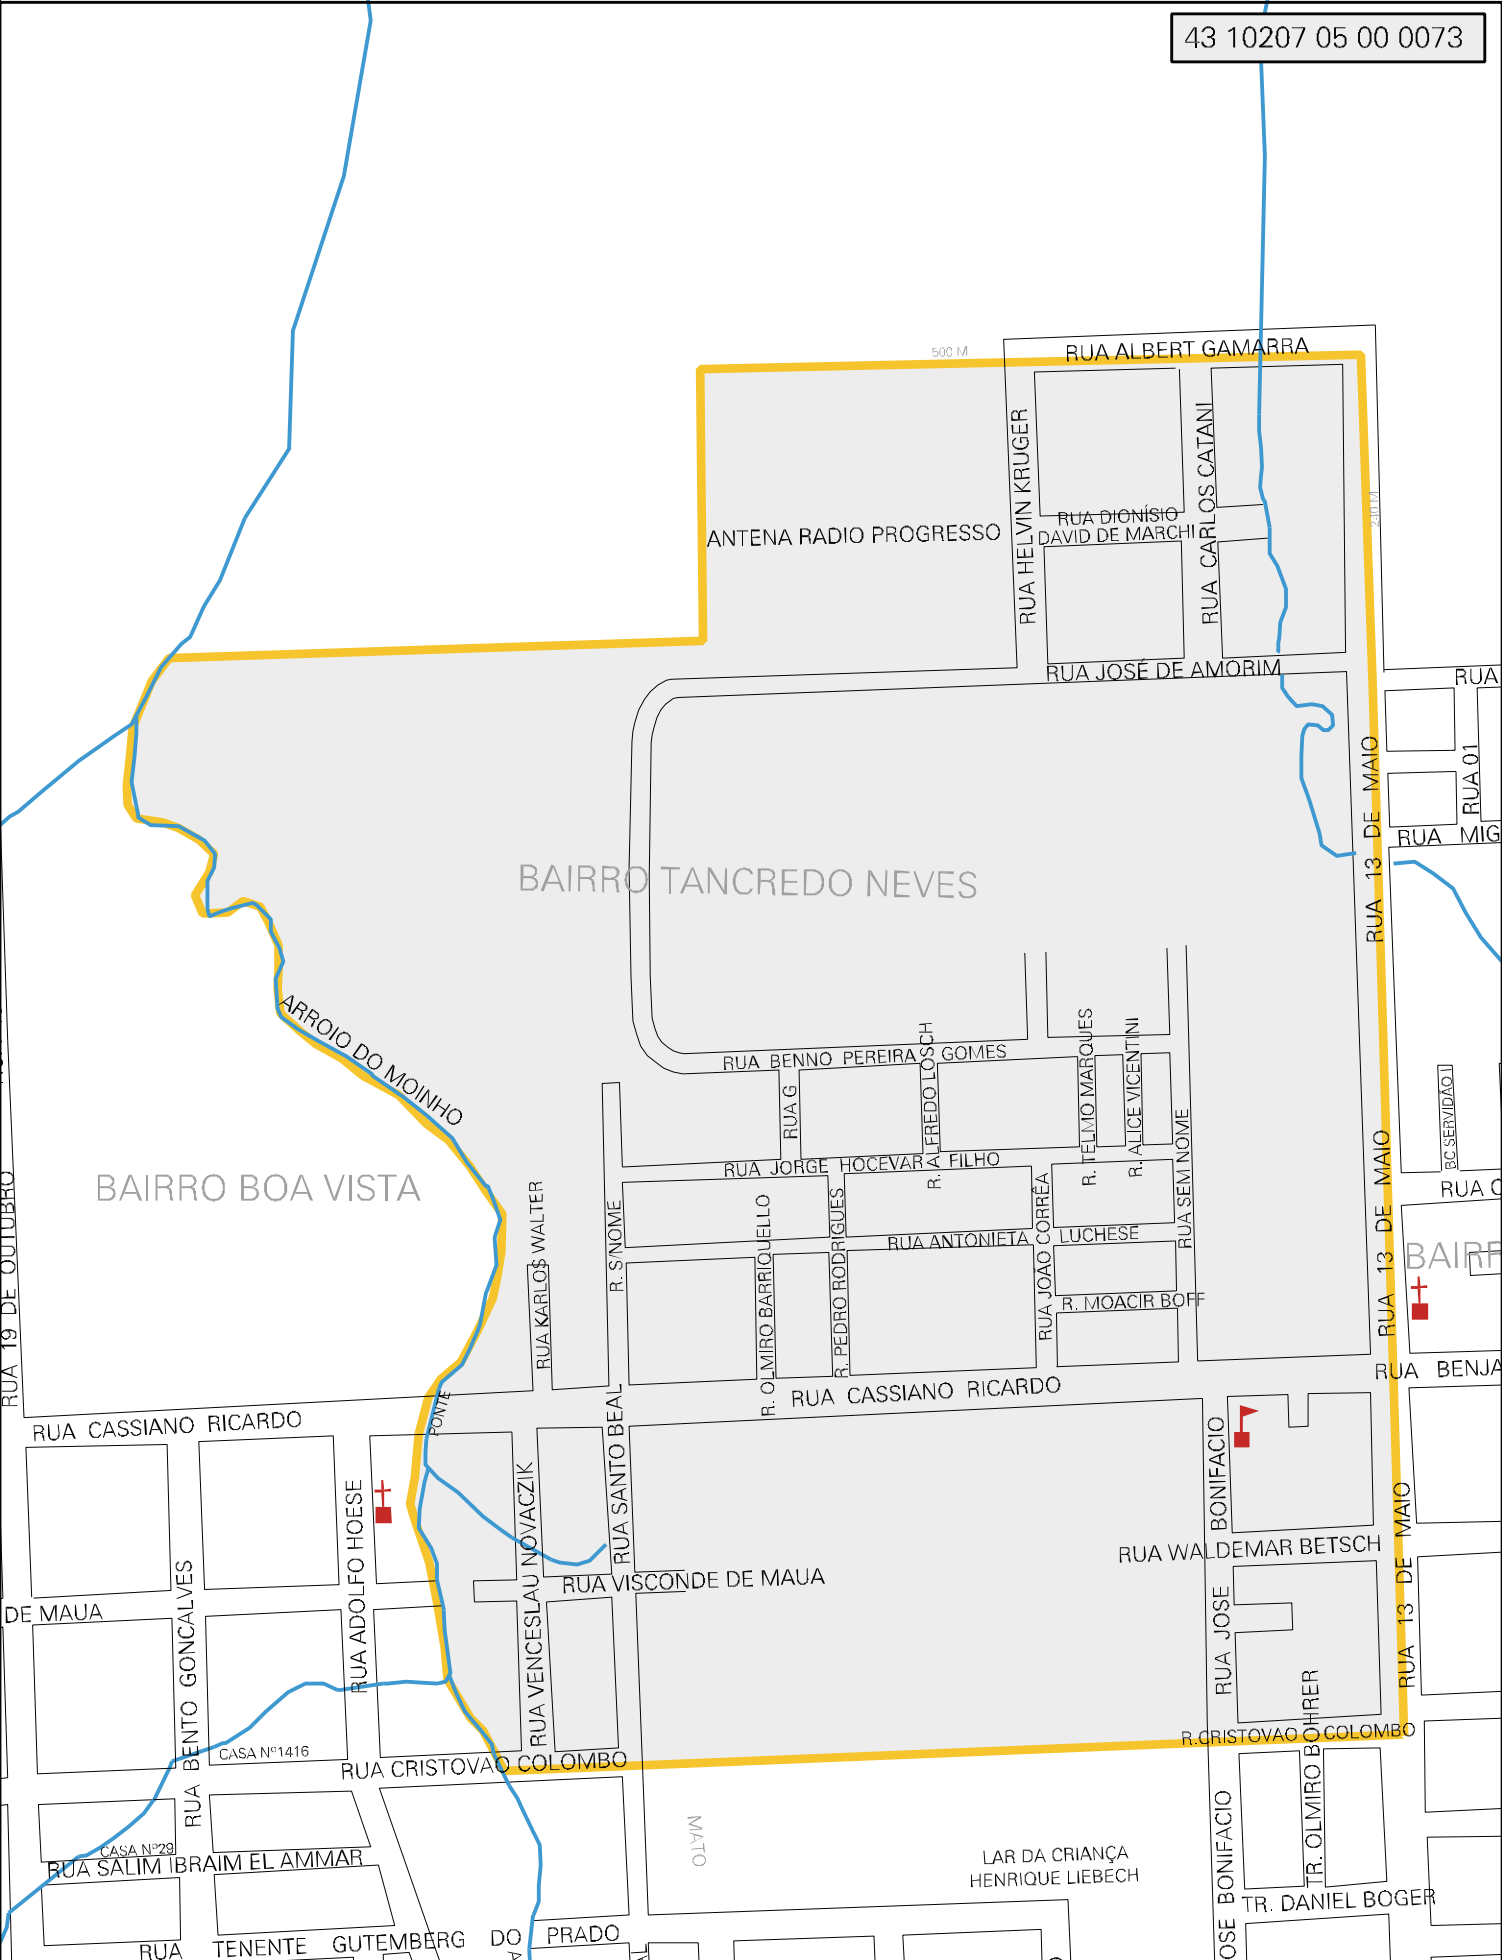 43 10207 05 00 0073
500 M
RUA ALBERT GAMARRA
RUA HELVIN KRUGER
RUA CARLOS CATANI
240 M
ANTENA RADIO PROGRESSO
RUA DIONÍSIO
DAVID DE MARCHI
RUA JOSÉ DE AMORIM
RUA
RUA 01
RUA 13 DE MAIO
RUA MIG
BAIRRO TANCREDO NEVES
ARROIO DO MOINHO
RUA BENNO PEREIRA GOMES
RUA G
R. ALFREDO LOSCH
R. TELMO MARQUES
R. ALICE VICENTINI
BC SERVIDÃO I
RUA JORGE HOCEVAR FILHO
BAIRRO BOA VISTA
RUA 19 DE OUTUBRO
RUA KARLOS WALTER
R. S/NOME
R. OLMIRO BARRIQUELLO
R. PEDRO RODRIGUES
RUA JOÃO CORRÊA
RUA SEM NOME
RUA 13 DE MAIO
RUA C
RUA ANTONIETA LUCHESE
BAIRR
R. MOACIR BOFF
RUA BENJA
RUA CASSIANO RICARDO
RUA CASSIANO RICARDO
PONTE
RUA SANTO BEAL
RUA JOSE BONIFACIO
RUA ADOLFO HOESE
RUA VENCESLAU NOVACZIK
RUA 13 DE MAIO
RUA WALDEMAR BETSCH
RUA VISCONDE DE MAUA
DE MAUA
RUA BENTO GONCALVES
R.CRISTOVAO COLOMBO
TR. OLMIRO BOHRER
CASA Nº1416
RUA CRISTOVAO COLOMBO
MATO
CASA Nº29
RUA SALIM IBRAIM EL AMMAR
LAR DA CRIANÇA
HENRIQUE LIEBECH
OSE BONIFACIO
TR. DANIEL BOGER
RUA TENENTE GUTEMBERG DO PRADO